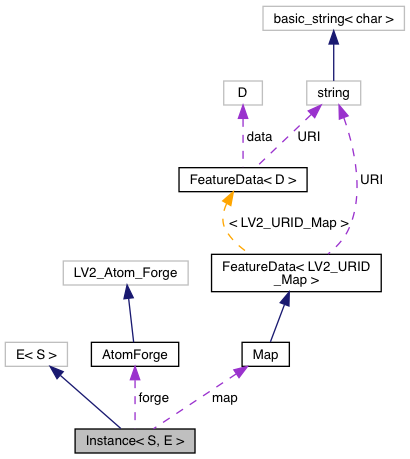 basic_string< char >
D
string
data
URI
FeatureData< D >
URI
< LV2_URID_Map >
FeatureData< LV2_URID
_Map >
LV2_Atom_Forge
E< S >
AtomForge
Map
forge
map
Instance< S, E >